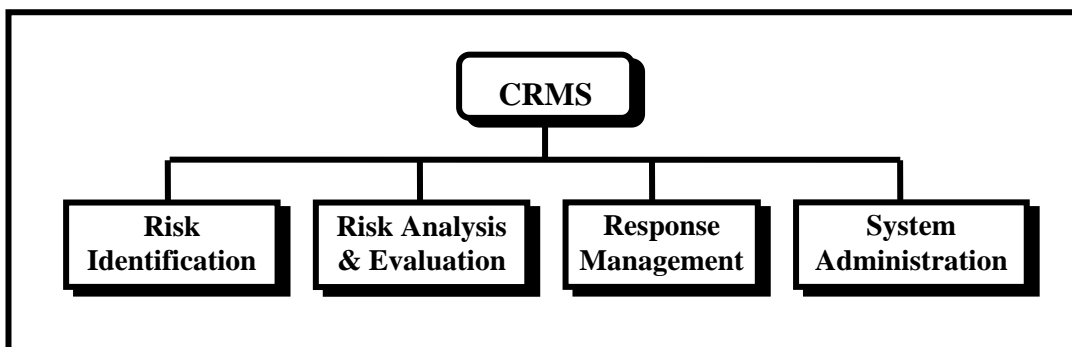 CRMS
Risk
Identification
Risk Analysis
& Evaluation
Response
Management
System
Administration